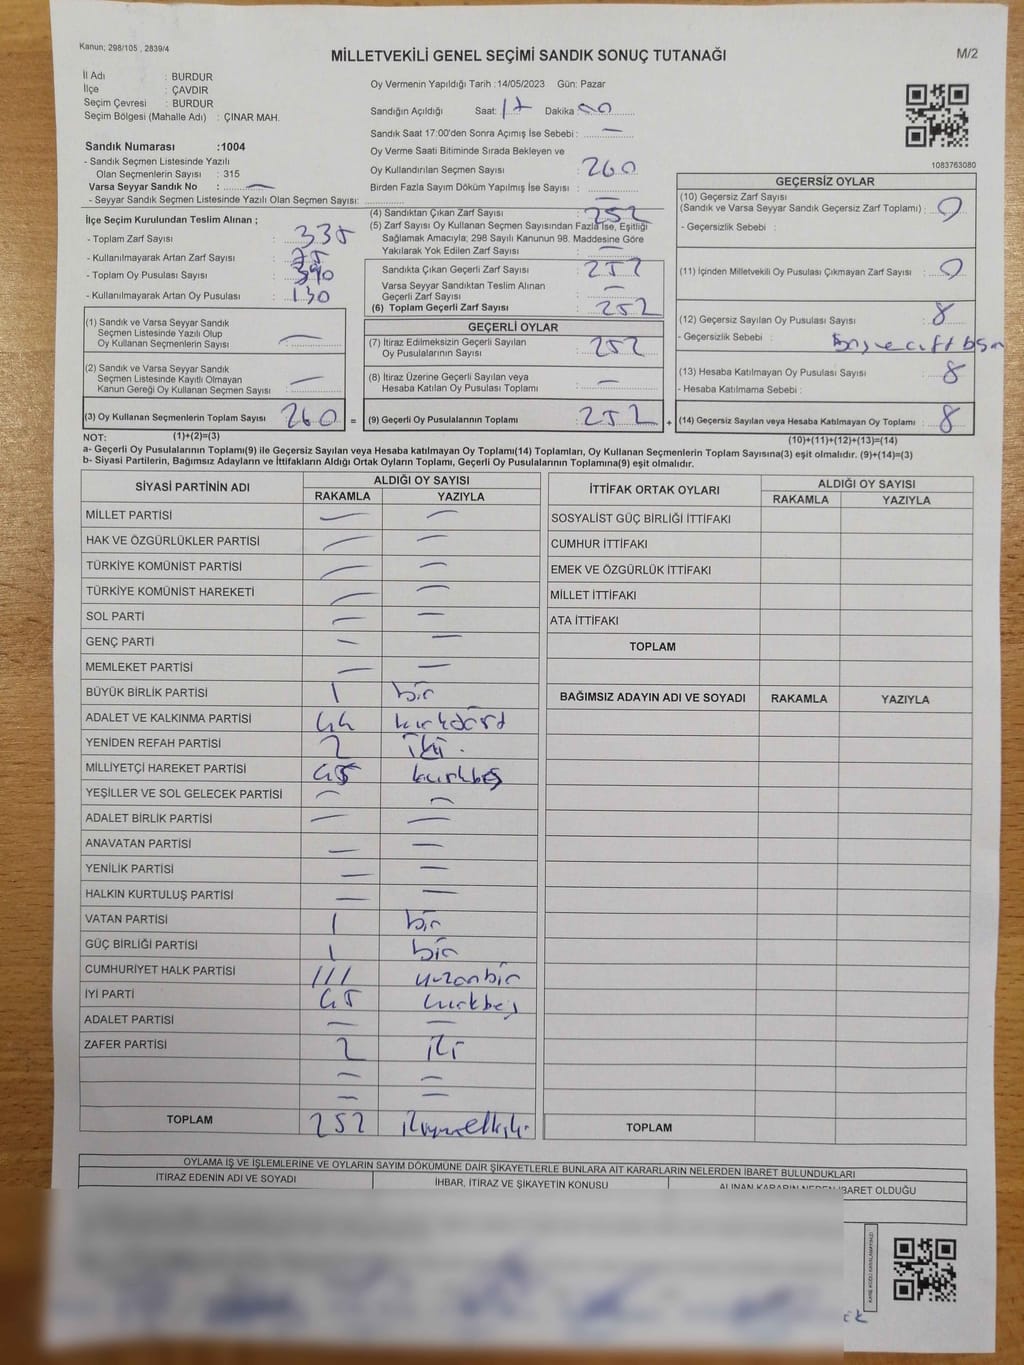 Kanun; 298/105 , 2839/4
MİLLETVEKİLİ GENEL SEÇİMİ SANDIK SONUÇ TUTANAĞI
M/2
İl Adı : BURDUR
İlçe : ÇAVDIR
Seçim Çevresi : BURDUR
Seçim Bölgesi (Mahalle Adı) : ÇINAR MAH.
Sandık Numarası :1004
- Sandık Seçmen Listesinde Yazılı
Olan Seçmenlerin Sayısı : 315
Varsa Seyyar Sandık No : —
- Seyyar Sandık Seçmen Listesinde Yazılı Olan Seçmen Sayısı:
Oy Vermenin Yapıldığı Tarih :14/05/2023 Gün: Pazar
Sandığın Açıldığı Saat: 17 Dakika 00
Sandık Saat 17:00'den Sonra Açımış İse Sebebi : —
Oy Verme Saati Bitiminde Sırada Bekleyen ve
Oy Kullandırılan Seçmen Sayısı : 260
Birden Fazla Sayım Döküm Yapılmış İse Sayısı : —
1083763080
İlçe Seçim Kurulundan Teslim Alınan ;
- Toplam Zarf Sayısı : 335
- Kullanılmayarak Artan Zarf Sayısı : 75
- Toplam Oy Pusulası Sayısı : 390
- Kullanılmayarak Artan Oy Pusulası : 130
(1) Sandık ve Varsa Seyyar Sandık
Seçmen Listesinde Yazılı Olup
Oy Kullanan Seçmenlerin Sayısı : —
(2) Sandık ve Varsa Seyyar Sandık
Seçmen Listesinde Kayıtlı Olmayan
Kanun Gereği Oy Kullanan Seçmen Sayısı : —
(3) Oy Kullanan Seçmenlerin Toplam Sayısı : 260 =
(4) Sandıktan Çıkan Zarf Sayısı : 252
(5) Zarf Sayısı Oy Kullanan Seçmen Sayısından Fazla İse, Eşitliği
Sağlamak Amacıyla; 298 Sayılı Kanunun 98. Maddesine Göre
Yakılarak Yok Edilen Zarf Sayısı : —
Sandıkta Çıkan Geçerli Zarf Sayısı : 252
Varsa Seyyar Sandıktan Teslim Alınan
Geçerli Zarf Sayısı : —
(6) Toplam Geçerli Zarf Sayısı : 252
GEÇERLİ OYLAR
(7) İtiraz Edilmeksizin Geçerli Sayılan
Oy Pusulalarının Sayısı : 252
(8) İtiraz Üzerine Geçerli Sayılan veya
Hesaba Katılan Oy Pusulası Toplamı : —
(9) Geçerli Oy Pusulalarının Toplamı : 252 +
GEÇERSİZ OYLAR
(10) Geçersiz Zarf Sayısı
(Sandık ve Varsa Seyyar Sandık Geçersiz Zarf Toplamı) : 0
- Geçersizlik Sebebi :
(11) İçinden Milletvekili Oy Pusulası Çıkmayan Zarf Sayısı : 0
(12) Geçersiz Sayılan Oy Pusulası Sayısı : 8
- Geçersizlik Sebebi :
(13) Hesaba Katılmayan Oy Pusulası Sayısı : 8
- Hesaba Katılmama Sebebi :
(14) Geçersiz Sayılan veya Hesaba Katılmayan Oy Toplamı : 8
NOT: (1)+(2)=(3)
(10)+(11)+(12)+(13)=(14)
a- Geçerli Oy Pusulalarının Toplamı(9) ile Geçersiz Sayılan veya Hesaba katılmayan Oy Toplamı(14) Toplamları, Oy Kullanan Seçmenlerin Toplam Sayısına(3) eşit olmalıdır. (9)+(14)=(3)
b- Siyasi Partilerin, Bağımsız Adayların ve İttifakların Aldığı Ortak Oyların Toplamı, Geçerli Oy Pusulalarının Toplamına(9) eşit olmalıdır.
SİYASİ PARTİNİN ADI ALDIĞI OY SAYISI
RAKAMLA YAZIYLA
MİLLET PARTİSİ — —
HAK VE ÖZGÜRLÜKLER PARTİSİ — —
TÜRKİYE KOMÜNİST PARTİSİ — —
TÜRKİYE KOMÜNİST HAREKETİ — —
SOL PARTİ — —
GENÇ PARTİ — —
MEMLEKET PARTİSİ — —
BÜYÜK BİRLİK PARTİSİ 1 bir
ADALET VE KALKINMA PARTİSİ 44 kırkdört
YENİDEN REFAH PARTİSİ 2 iki
MİLLİYETÇİ HAREKET PARTİSİ 45 kırkbeş
YEŞİLLER VE SOL GELECEK PARTİSİ — —
ADALET BİRLİK PARTİSİ — —
ANAVATAN PARTİSİ — —
YENİLİK PARTİSİ — —
HALKIN KURTULUŞ PARTİSİ — —
VATAN PARTİSİ 1 bir
GÜÇ BİRLİĞİ PARTİSİ 1 bir
CUMHURİYET HALK PARTİSİ 111 yüzonbir
İYİ PARTİ 45 kırkbeş
ADALET PARTİSİ — —
ZAFER PARTİSİ 2 iki
— —
— —
TOPLAM 252
İTTİFAK ORTAK OYLARI ALDIĞI OY SAYISI
RAKAMLA YAZIYLA
SOSYALİST GÜÇ BİRLİĞİ İTTİFAKI
CUMHUR İTTİFAKI
EMEK VE ÖZGÜRLÜK İTTİFAKI
MİLLET İTTİFAKI
ATA İTTİFAKI
TOPLAM
BAĞIMSIZ ADAYIN ADI VE SOYADI RAKAMLA YAZIYLA
TOPLAM
OYLAMA İŞ VE İŞLEMLERİNE VE OYLARIN SAYIM DÖKÜMÜNE DAİR ŞİKAYETLERLE BUNLARA AİT KARARLARIN NELERDEN İBARET BULUNDUKLARI
İTİRAZ EDENİN ADI VE SOYADI İHBAR, İTİRAZ VE ŞİKAYETİN KONUSU ALINAN KARARIN NEDEN İBARET OLDUĞU